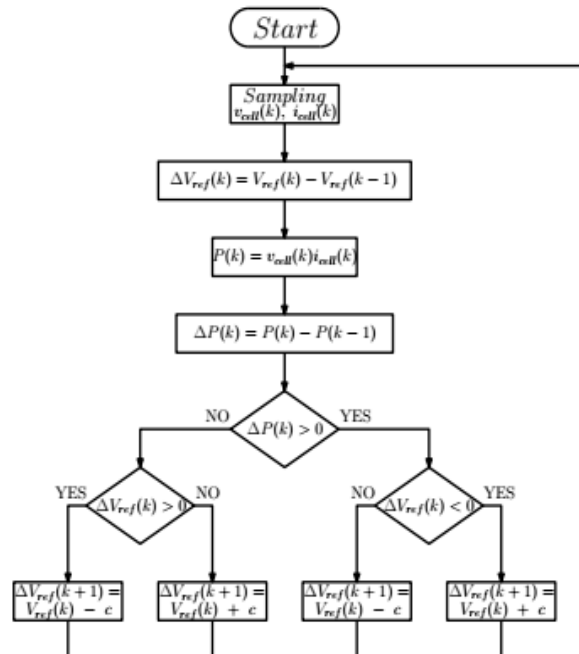 Start
Sampling
v_cell(k), i_cell(k)
ΔV_ref(k) = V_ref(k) − V_ref(k−1)
P(k) = v_cell(k)i_cell(k)
ΔP(k) = P(k) − P(k−1)
NO
YES
ΔP(k) > 0
YES
NO
NO
YES
ΔV_ref(k) > 0
ΔV_ref(k) < 0
ΔV_ref(k+1) =
V_ref(k) − c
ΔV_ref(k+1) =
V_ref(k) + c
ΔV_ref(k+1) =
V_ref(k) − c
ΔV_ref(k+1) =
V_ref(k) + c